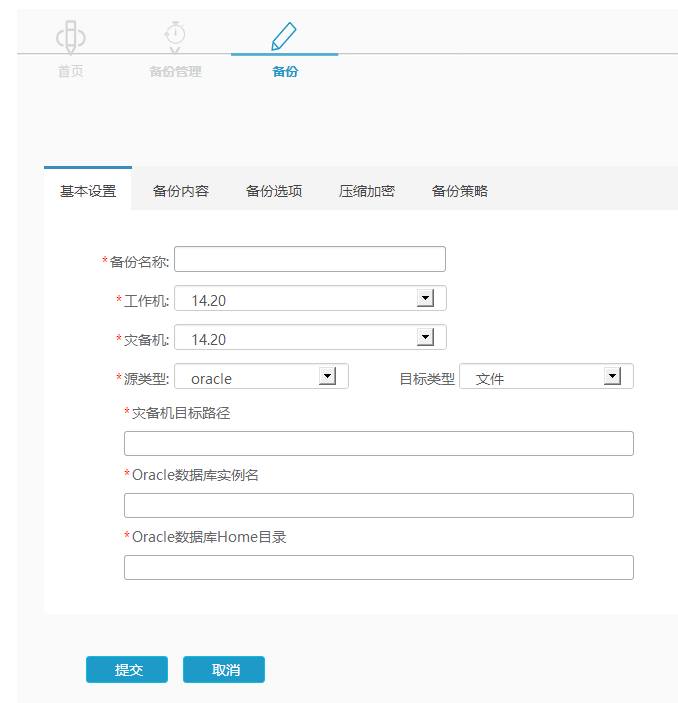 首页 备份管理 备份
基本设置 备份内容 备份选项 压缩加密 备份策略
*备份名称:
*工作机: 14.20
*灾备机: 14.20
*源类型: oracle 目标类型 文件
*灾备机目标路径
*Oracle数据库实例名
*Oracle数据库Home目录
提交 取消